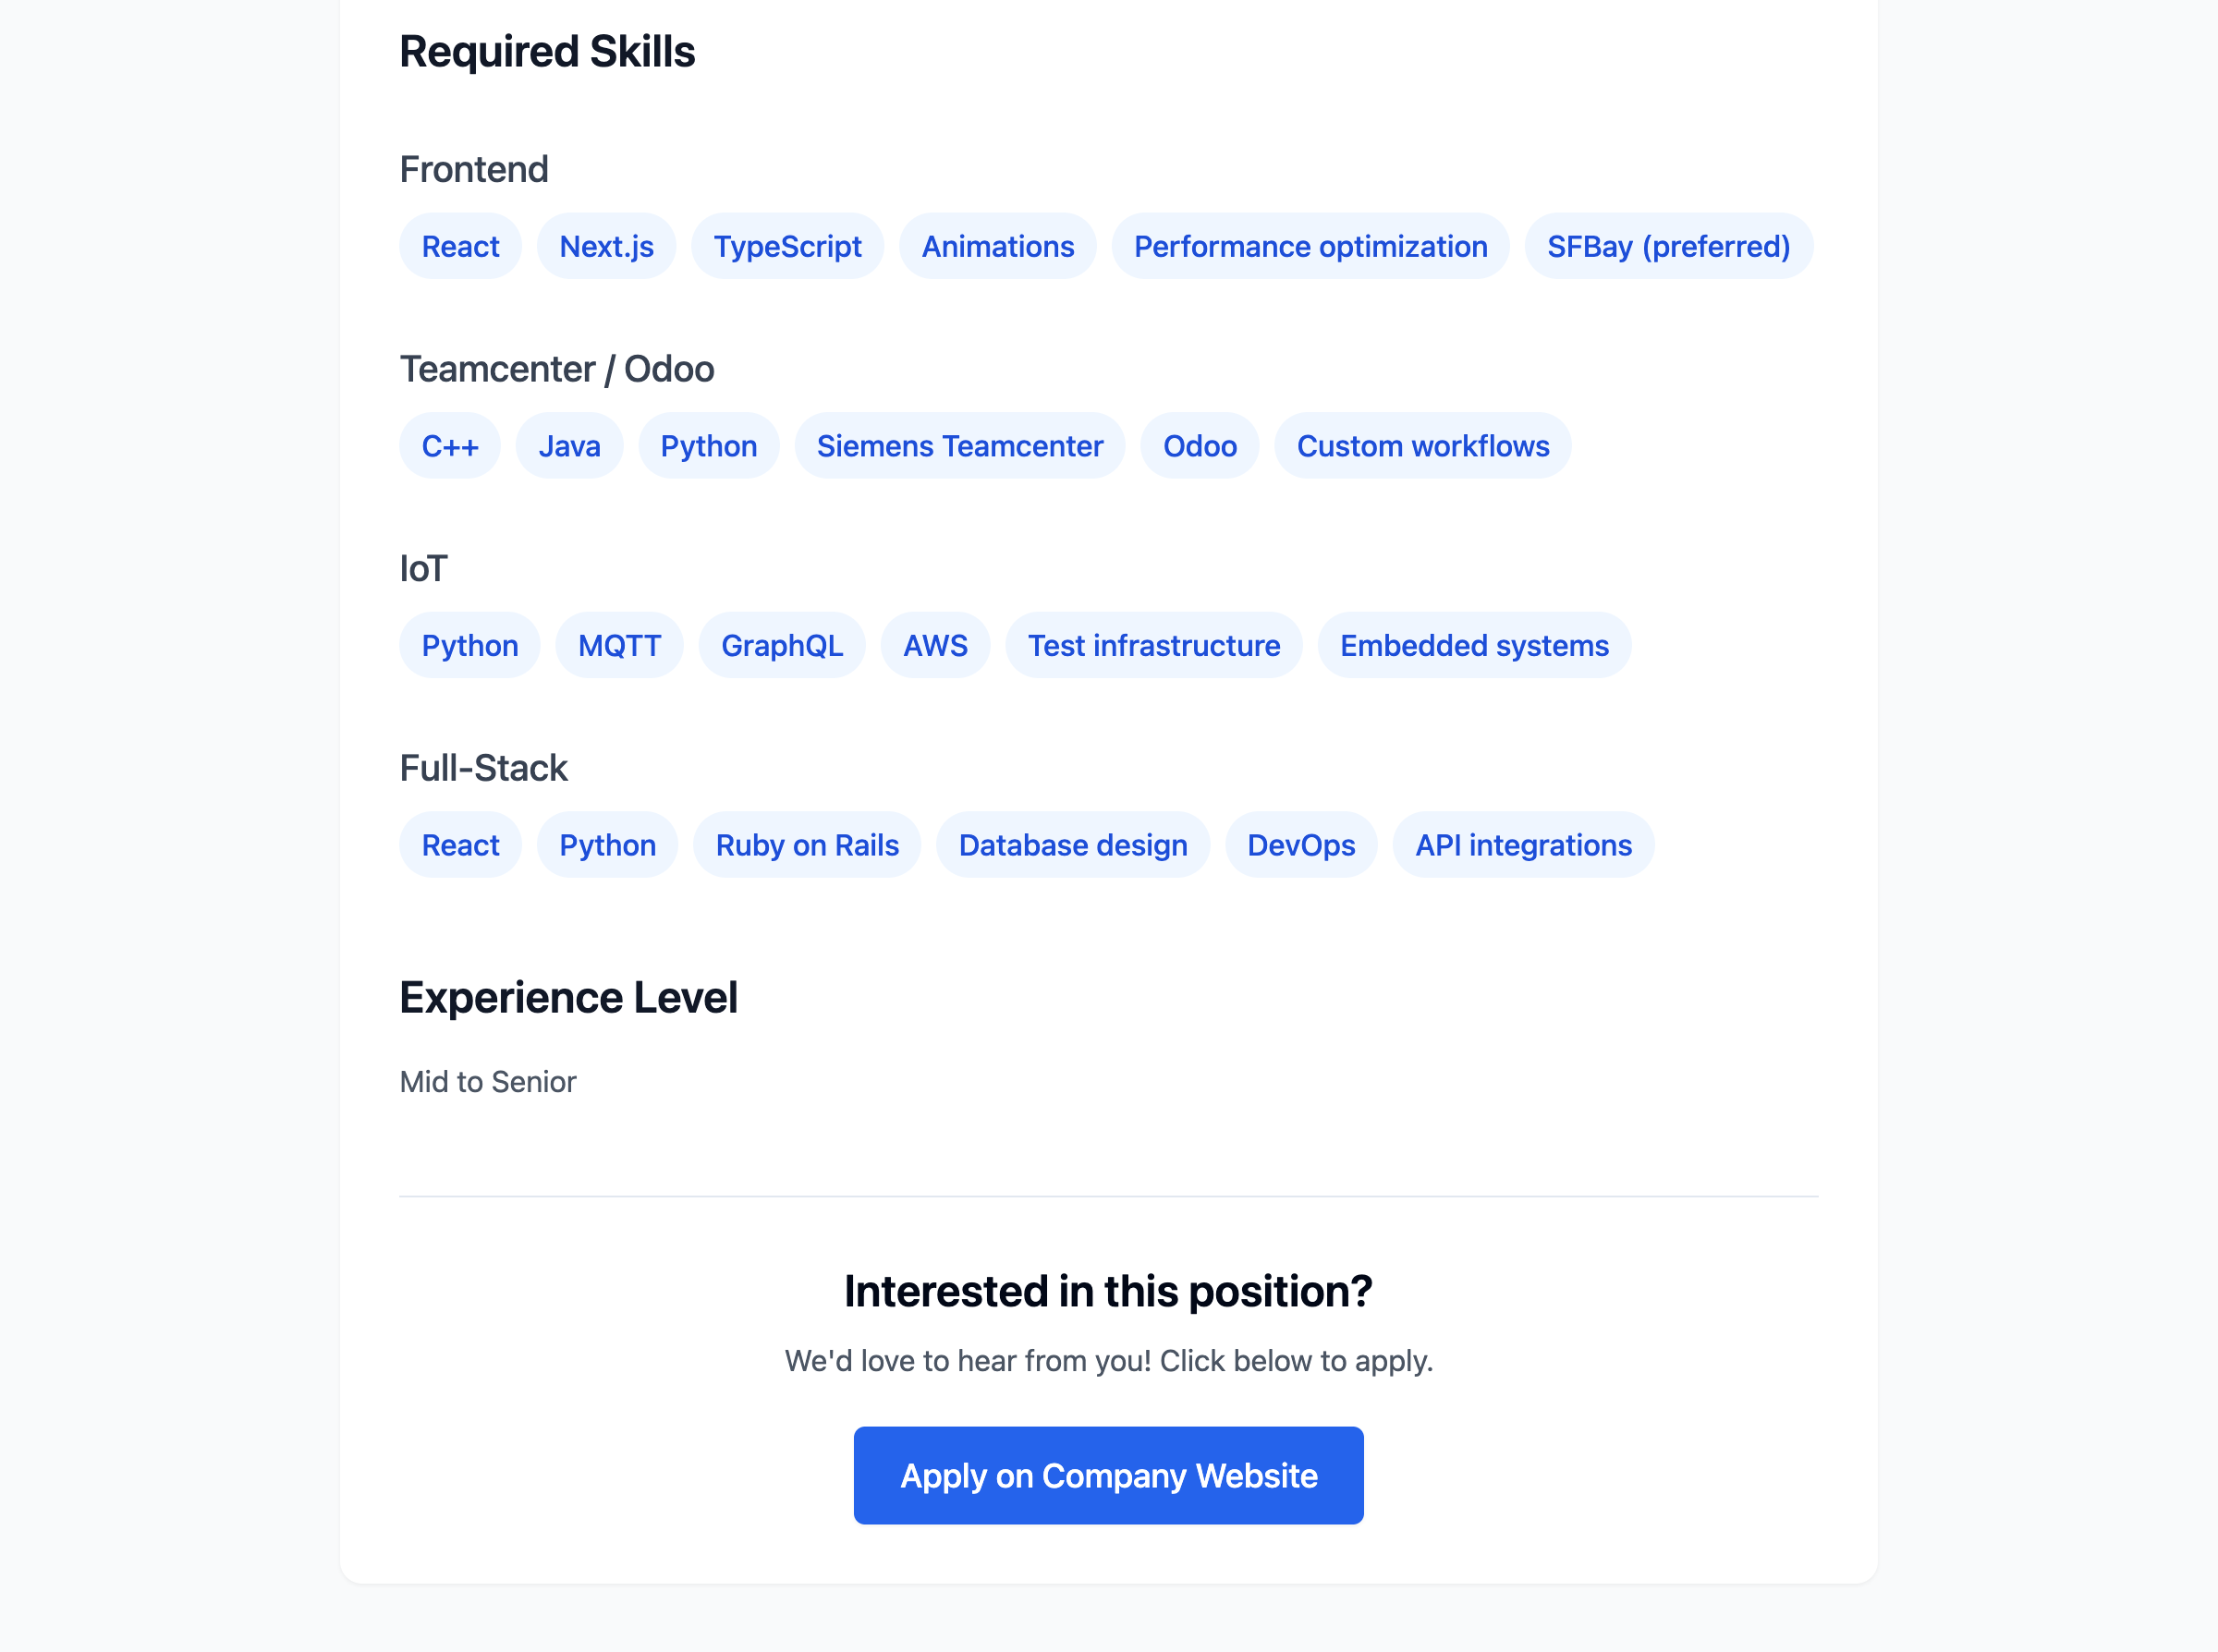 Required Skills
Frontend
React Next.js TypeScript Animations Performance optimization SFBay (preferred)
Teamcenter / Odoo
C++ Java Python Siemens Teamcenter Odoo Custom workflows
IoT
Python MQTT GraphQL AWS Test infrastructure Embedded systems
Full-Stack
React Python Ruby on Rails Database design DevOps API integrations
Experience Level
Mid to Senior
Interested in this position?
We'd love to hear from you! Click below to apply.
Apply on Company Website